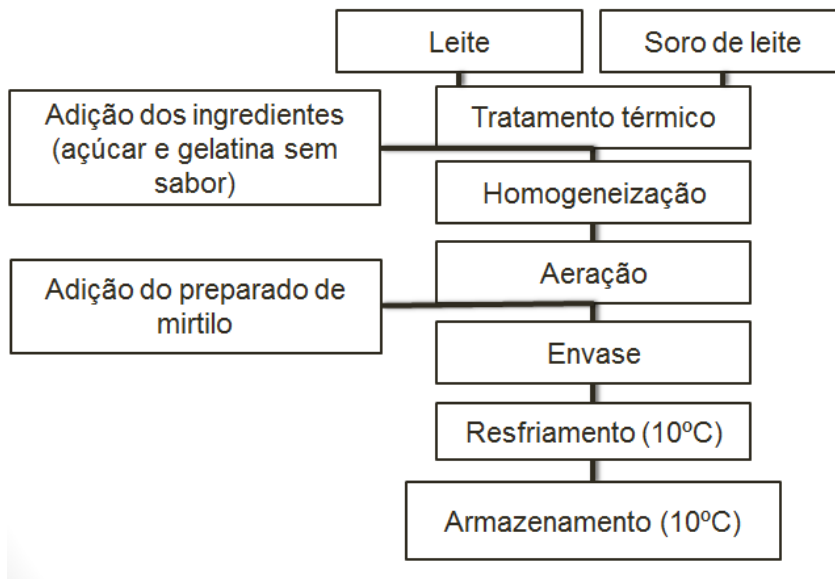 Leite
Soro de leite
Tratamento térmico
Adição dos ingredientes
(açúcar e gelatina sem
sabor)
Homogeneização
Aeração
Adição do preparado de
mirtilo
Envase
Resfriamento (10ºC)
Armazenamento (10ºC)